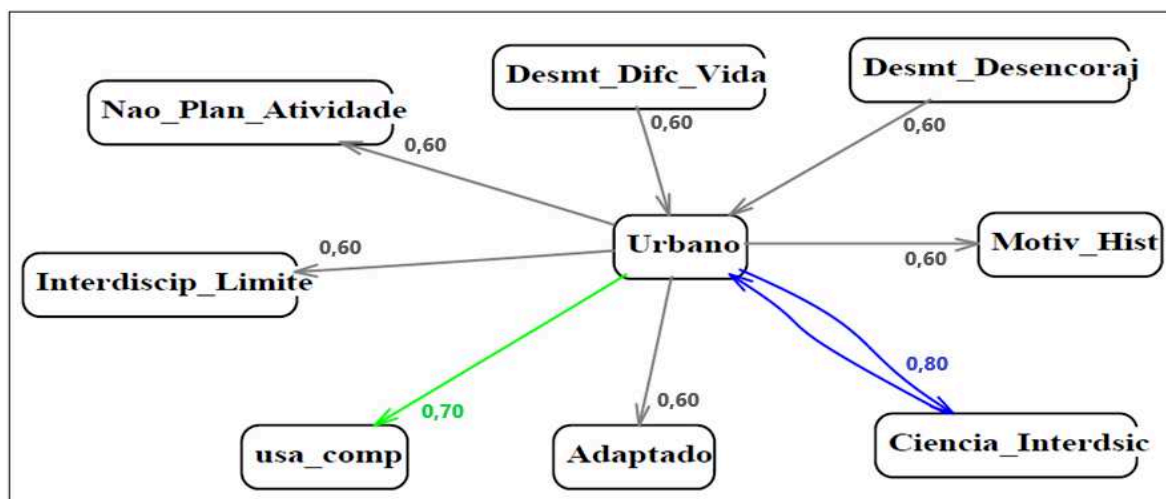 Desmt_Difc_Vida
Desmt_Desencoraj
Nao_Plan_Atividade
0,60
0,60
0,60
Urbano
Motiv_Hist
0,60
0,60
Interdiscip_Limite
0,80
0,70
0,60
usa_comp
Adaptado
Ciencia_Interdsic